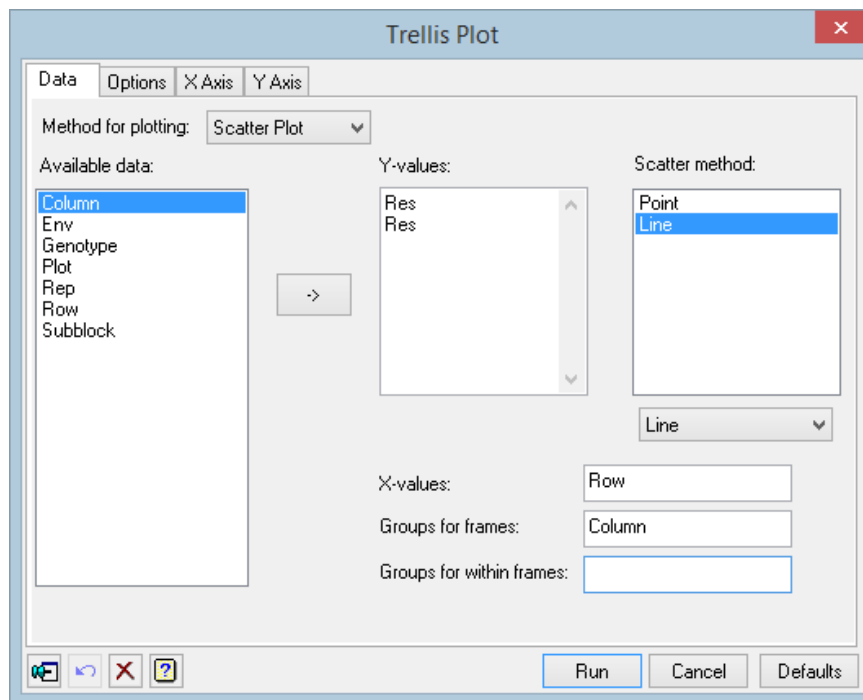 Trellis Plot
Data Options X Axis Y Axis
Method for plotting: Scatter Plot
Available data:
Column
Env
Genotype
Plot
Rep
Row
Subblock
->
Y-values:
Res
Res
Scatter method:
Point
Line
Line
X-values: Row
Groups for frames: Column
Groups for within frames:
Run Cancel Defaults